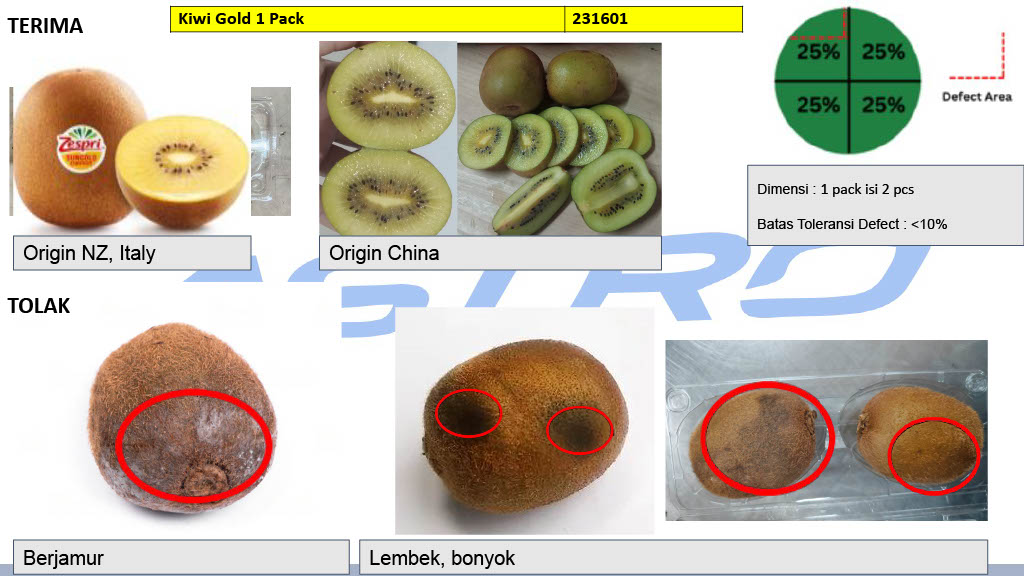 TERIMA
Kiwi Gold 1 Pack 231601
25% 25%
25% 25%
Defect Area
Zespri
SUNGOLD
Dimensi : 1 pack isi 2 pcs
Batas Toleransi Defect : <10%
Origin NZ, Italy
Origin China
ASTRO
TOLAK
Berjamur
Lembek, bonyok